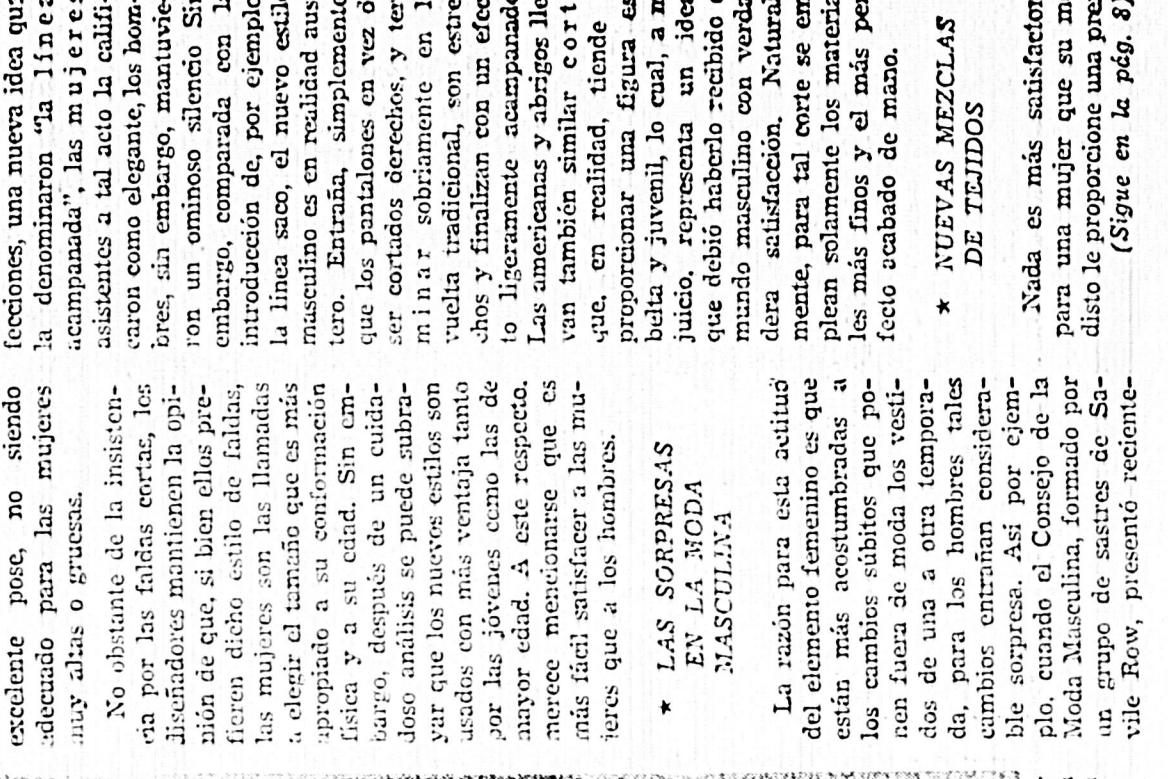 excelente pose, no siendo
adecuado para las mujeres
muy altas o gruesas.
No obstante de la insisten-
cia por las faldas cortas, los
diseñadores mantienen la opi-
nión de que, si bien ellos pre-
fieren dicho estilo de faldas,
las mujeres son las llamadas
a elegir el tamaño que es más
apropiado a su conformación
física y a su edad. Sin em-
bargo, después de un cuida-
doso análisis se puede subra-
yar que los nuevos estilos son
usados con más ventaja tanto
por las jóvenes como las de
mayor edad. A este respecto.
merece mencionarse que es
más fácil satisfacer a las mu-
jeres que a los hombres.
★ LAS SORPRESAS
EN LA MODA
MASCULINA
La razón para esta actitud
del elemento femenino es que
están más acostumbradas a
los cambios súbitos que po-
nen fuera de moda los vesti-
dos de una a otra tempora-
da, para los hombres tales
cambios entrañan considera-
ble sorpresa. Así por ejem-
plo, cuando el Consejo de la
Moda Masculina, formado por
un grupo de sastres de Sa-
vile Row, presentó reciente-
fecciones, una nueva idea qu
la denominaron "la línea
acampanada", las mujeres
asistentes a tal acto la califi-
caron como elegante, los hom-
bres, sin embargo, mantuvie-
ron un ominoso silencio Sin
embargo, comparada con la
introducción de, por ejemplo
la línea saco, el nuevo estilo
masculino es en realidad aus
tero. Entraña, simplemente
que los pantalones en vez d
ser cortados derechos, y ter
minar sobriamente en l
vuelta tradicional, son estre
chos y finalizan con un efec
to ligeramente acampanado
Las americanas y abrigos lle
van también similar cort
que, en realidad, tiende
proporcionar una figura es
belta y juvenil, lo cual, a m
juicio, representa un idea
que debió haberlo recibido e
mundo masculino con verda
dera satisfacción. Natural
mente, para tal corte se em
plean solamente los materia
les más finos y el más per
fecto acabado de mano.
★ NUEVAS MEZCLAS
DE TEJIDOS
Nada es más satisfactor
para una mujer que su mo
disto le proporcione una pre
(Sigue en la pág. 8)